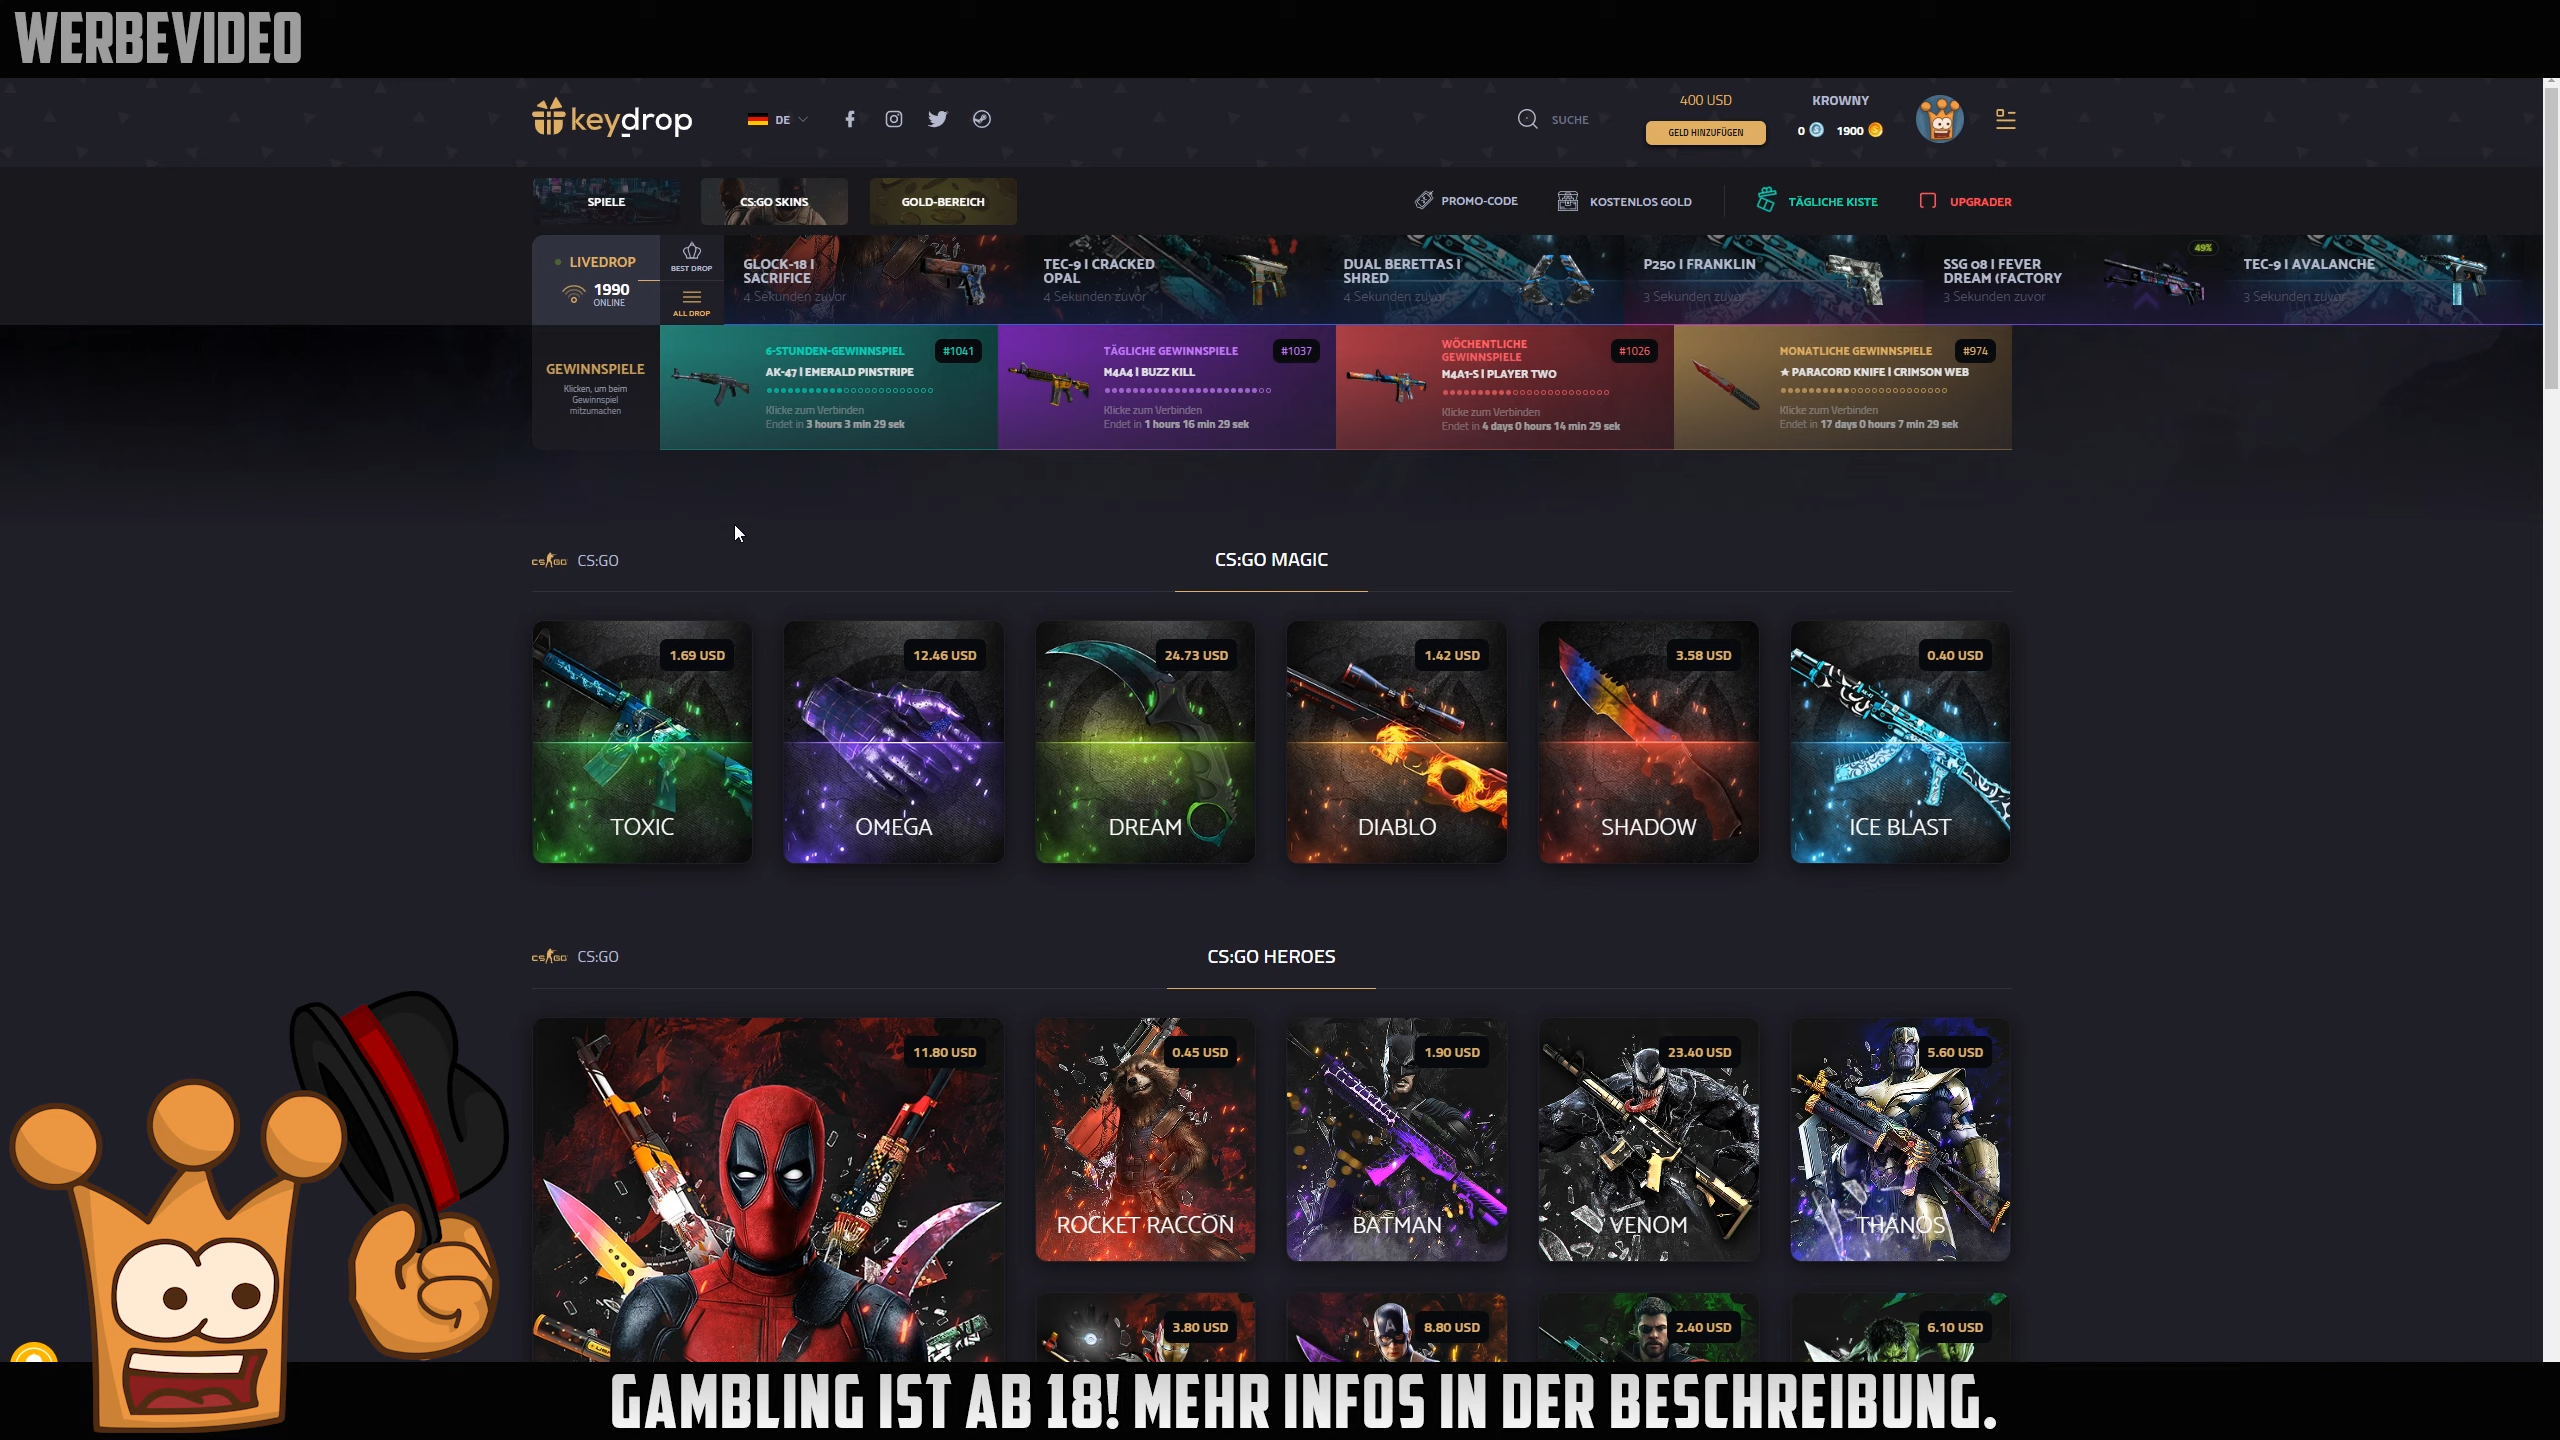 WERBEVIDEO
keydrop
DE
SUCHE
400 USD
GELD HINZUFÜGEN
KROWNY
0 1900
SPIELE
CS:GO SKINS
GOLD-BEREICH
PROMO-CODE
KOSTENLOS GOLD
TÄGLICHE KISTE
UPGRADER
LIVEDROP
1990
ONLINE
BEST DROP
ALL DROP
GLOCK-18 |
SACRIFICE
4 Sekunden zuvor
TEC-9 | CRACKED
OPAL
4 Sekunden zuvor
DUAL BERETTAS |
SHRED
4 Sekunden zuvor
P250 | FRANKLIN
3 Sekunden zuvor
SSG 08 | FEVER
DREAM (FACTORY
3 Sekunden zuvor
49%
TEC-9 | AVALANCHE
3 Sekunden zuvor
GEWINNSPIELE
Klicken, um beim
Gewinnspiel
mitzumachen
6-STUNDEN-GEWINNSPIEL
#1041
AK-47 | EMERALD PINSTRIPE
Klicke zum Verbinden
Endet in 3 hours 3 min 29 sek
TÄGLICHE GEWINNSPIELE
#1037
M4A4 | BUZZ KILL
Klicke zum Verbinden
Endet in 1 hours 16 min 29 sek
WÖCHENTLICHE
GEWINNSPIELE
#1026
M4A1-S | PLAYER TWO
Klicke zum Verbinden
Endet in 4 days 0 hours 14 min 29 sek
MONATLICHE GEWINNSPIELE
#974
★ PARACORD KNIFE | CRIMSON WEB
Klicke zum Verbinden
Endet in 17 days 0 hours 7 min 29 sek
CS:GO
CS:GO
CS:GO MAGIC
1.69 USD
TOXIC
12.46 USD
OMEGA
24.73 USD
DREAM
1.42 USD
DIABLO
3.58 USD
SHADOW
0.40 USD
ICE BLAST
CS:GO
CS:GO
CS:GO HEROES
11.80 USD
0.45 USD
ROCKET RACCON
1.90 USD
BATMAN
23.40 USD
VENOM
5.60 USD
THANOS
3.80 USD
8.80 USD
2.40 USD
6.10 USD
GAMBLING IST AB 18! MEHR INFOS IN DER BESCHREIBUNG.